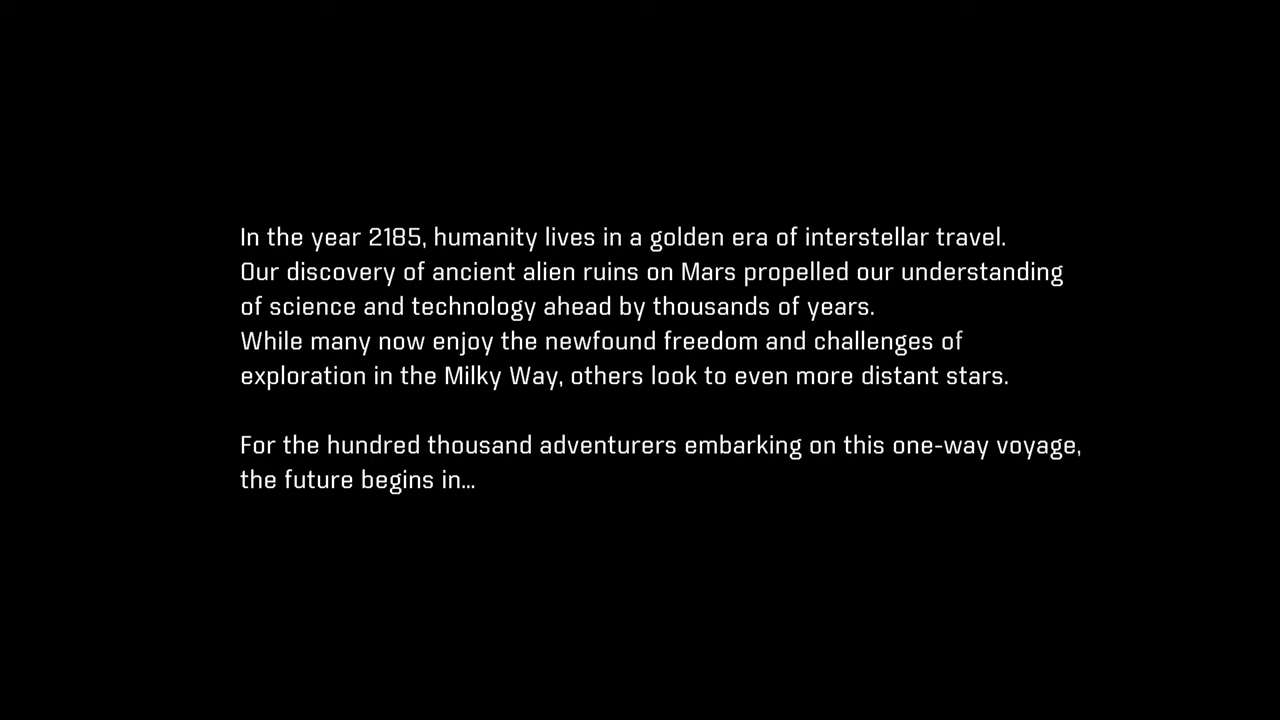 In the year 2185, humanity lives in a golden era of interstellar travel.
Our discovery of ancient alien ruins on Mars propelled our understanding
of science and technology ahead by thousands of years.
While many now enjoy the newfound freedom and challenges of
exploration in the Milky Way, others look to even more distant stars.
For the hundred thousand adventurers embarking on this one-way voyage,
the future begins in...